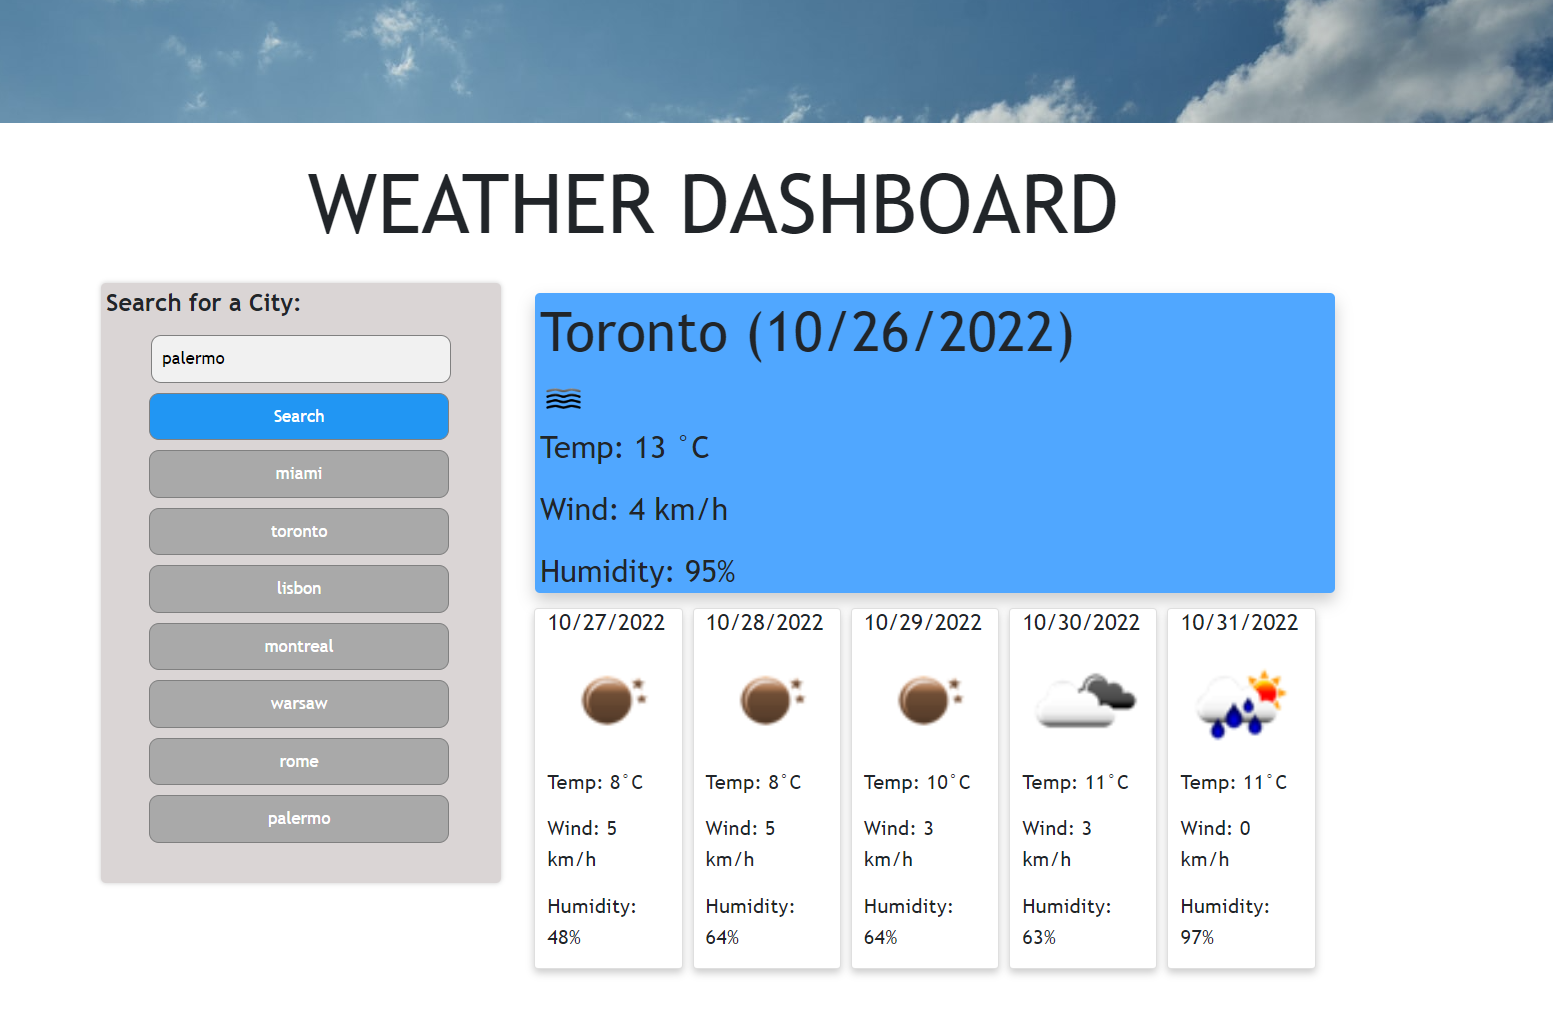 WEATHER DASHBOARD
Search for a City:
palermo
Search
miami
toronto
lisbon
montreal
warsaw
rome
palermo
Toronto (10/26/2022)
Temp: 13 °C
Wind: 4 km/h
Humidity: 95%
10/27/2022
Temp: 8°C
Wind: 5
km/h
Humidity:
48%
10/28/2022
Temp: 8°C
Wind: 5
km/h
Humidity:
64%
10/29/2022
Temp: 10°C
Wind: 3
km/h
Humidity:
64%
10/30/2022
Temp: 11°C
Wind: 3
km/h
Humidity:
63%
10/31/2022
Temp: 11°C
Wind: 0
km/h
Humidity:
97%